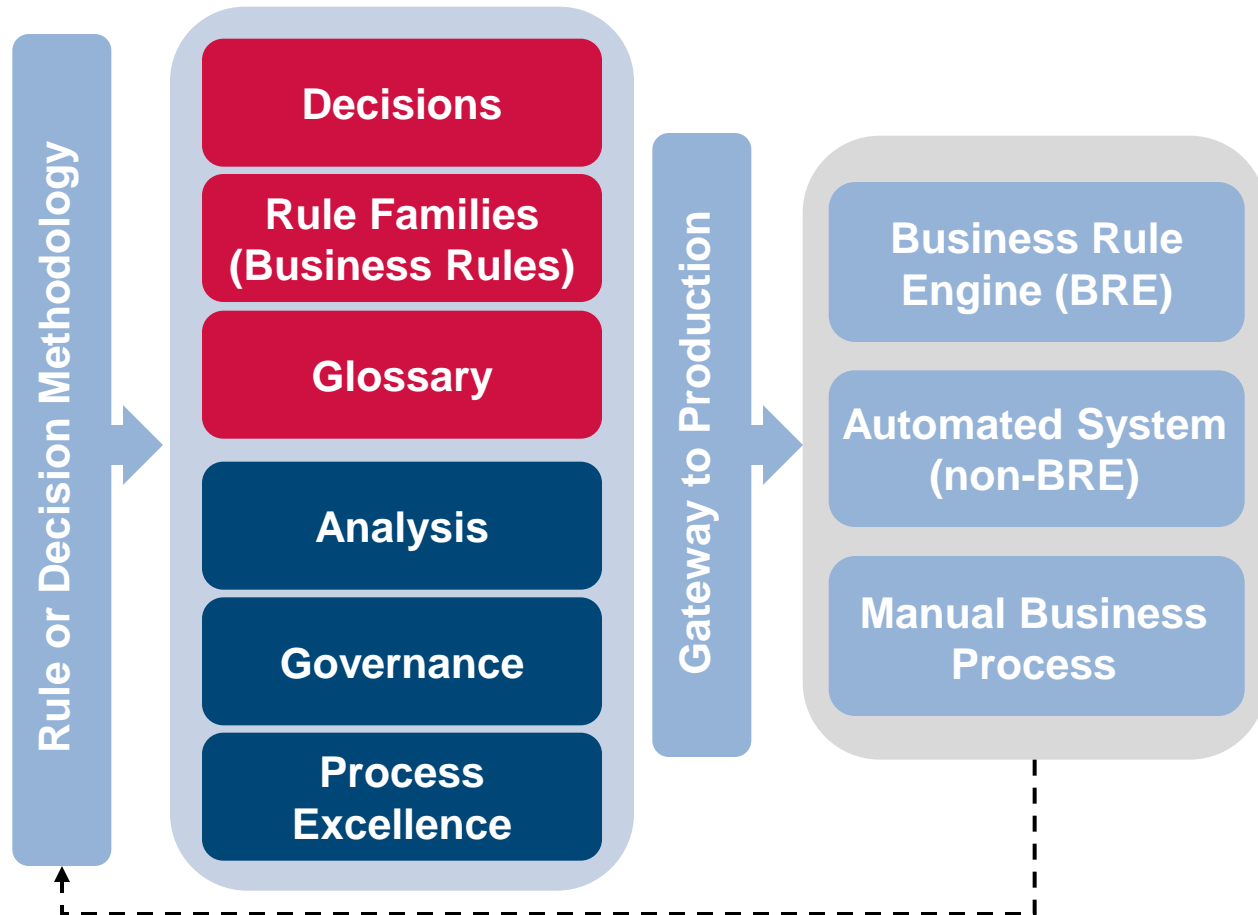 Rule or Decision Methodology
Decisions
Rule Families
(Business Rules)
Glossary
Analysis
Governance
Process
Excellence
Gateway to Production
Business Rule
Engine (BRE)
Automated System
(non-BRE)
Manual Business
Process